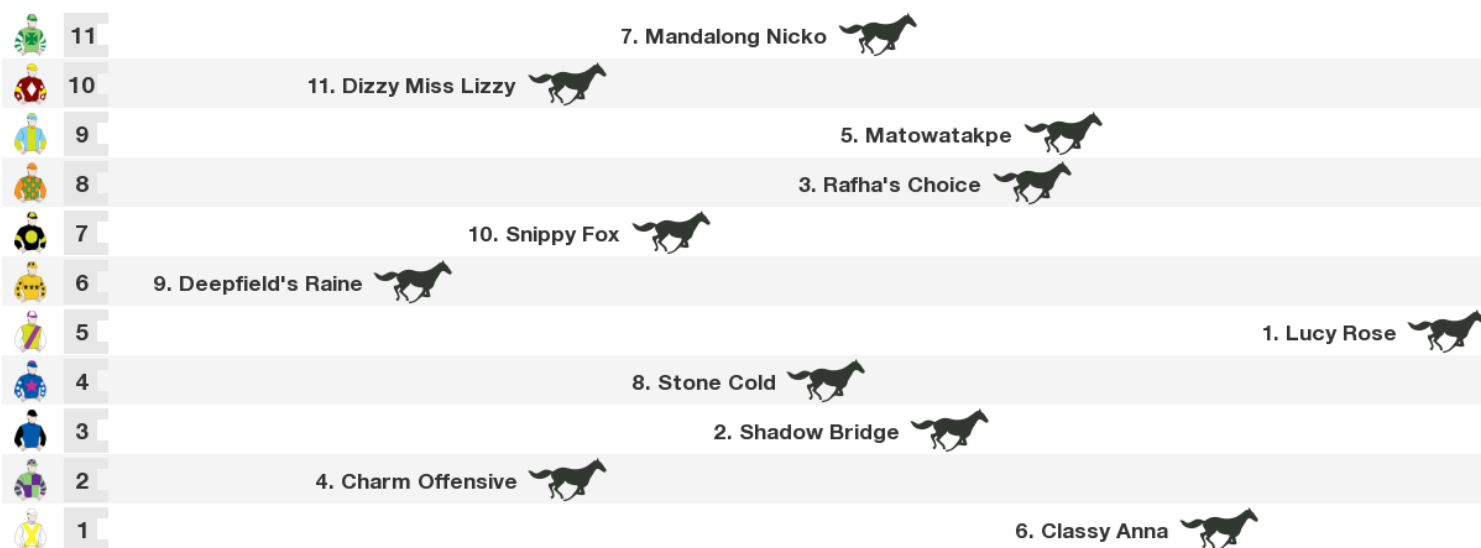 11 7. Mandalong Nicko
10 11. Dizzy Miss Lizzy
9 5. Matowatakpe
8 3. Rafha's Choice
7 10. Snippy Fox
6 9. Deepfield's Raine
5 1. Lucy Rose
4 8. Stone Cold
3 2. Shadow Bridge
2 4. Charm Offensive
1 6. Classy Anna